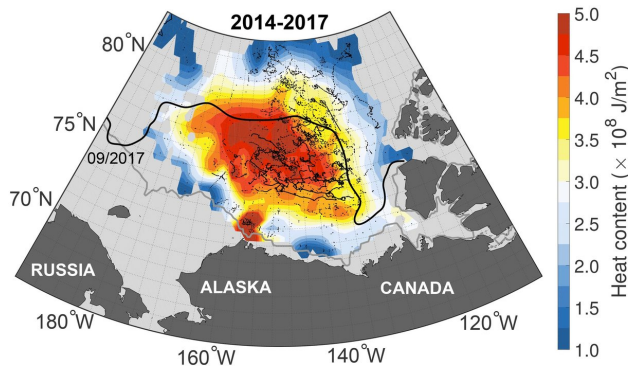 2014-2017
80°N
75°N
70°N
09/2017
RUSSIA
ALASKA
CANADA
180°W
160°W
140°W
120°W
5.0
4.5
4.0
3.5
3.0
2.5
2.0
1.5
1.0
Heat content (× 10⁸ J/m²)